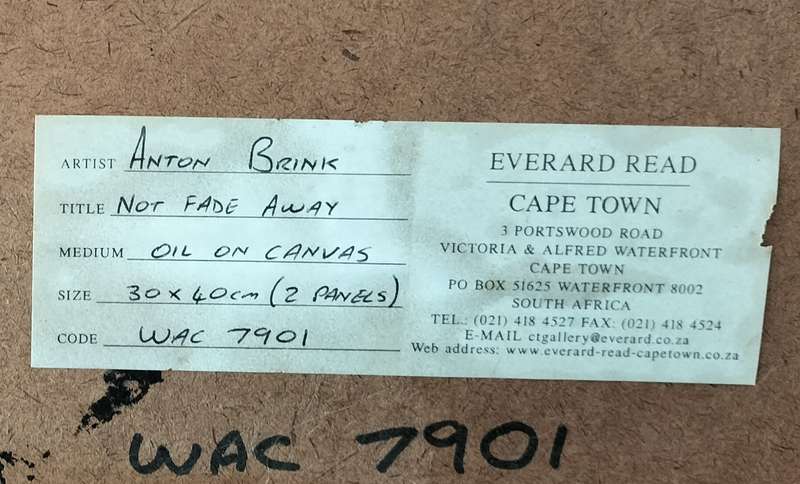 ARTIST ANTON BRINK
TITLE NOT FADE AWAY
MEDIUM OIL ON CANVAS
SIZE 30 x 40cm (2 PANELS)
CODE WAC 7901
EVERARD READ
CAPE TOWN
3 PORTSWOOD ROAD
VICTORIA & ALFRED WATERFRONT
CAPE TOWN
PO BOX 51625 WATERFRONT 8002
SOUTH AFRICA
TEL.: (021) 418 4527 FAX: (021) 418 4524
E-MAIL ctgallery@everard.co.za
Web address: www.everard-read-capetown.co.za
WAC 7901